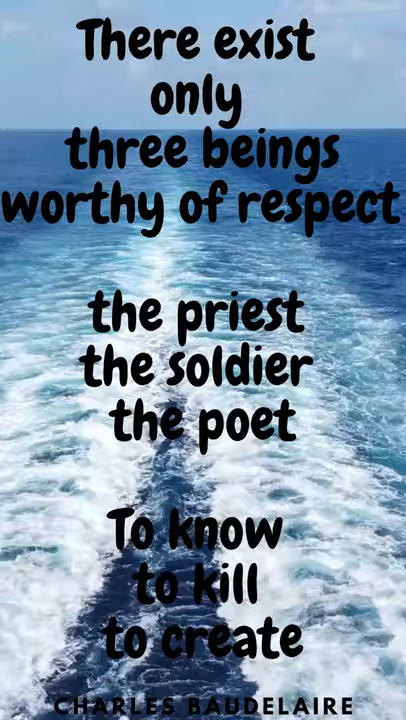 There exist
only
three beings
worthy of respect
the priest
the soldier
the poet
To know
to kill
to create
CHARLES BAUDELAIRE